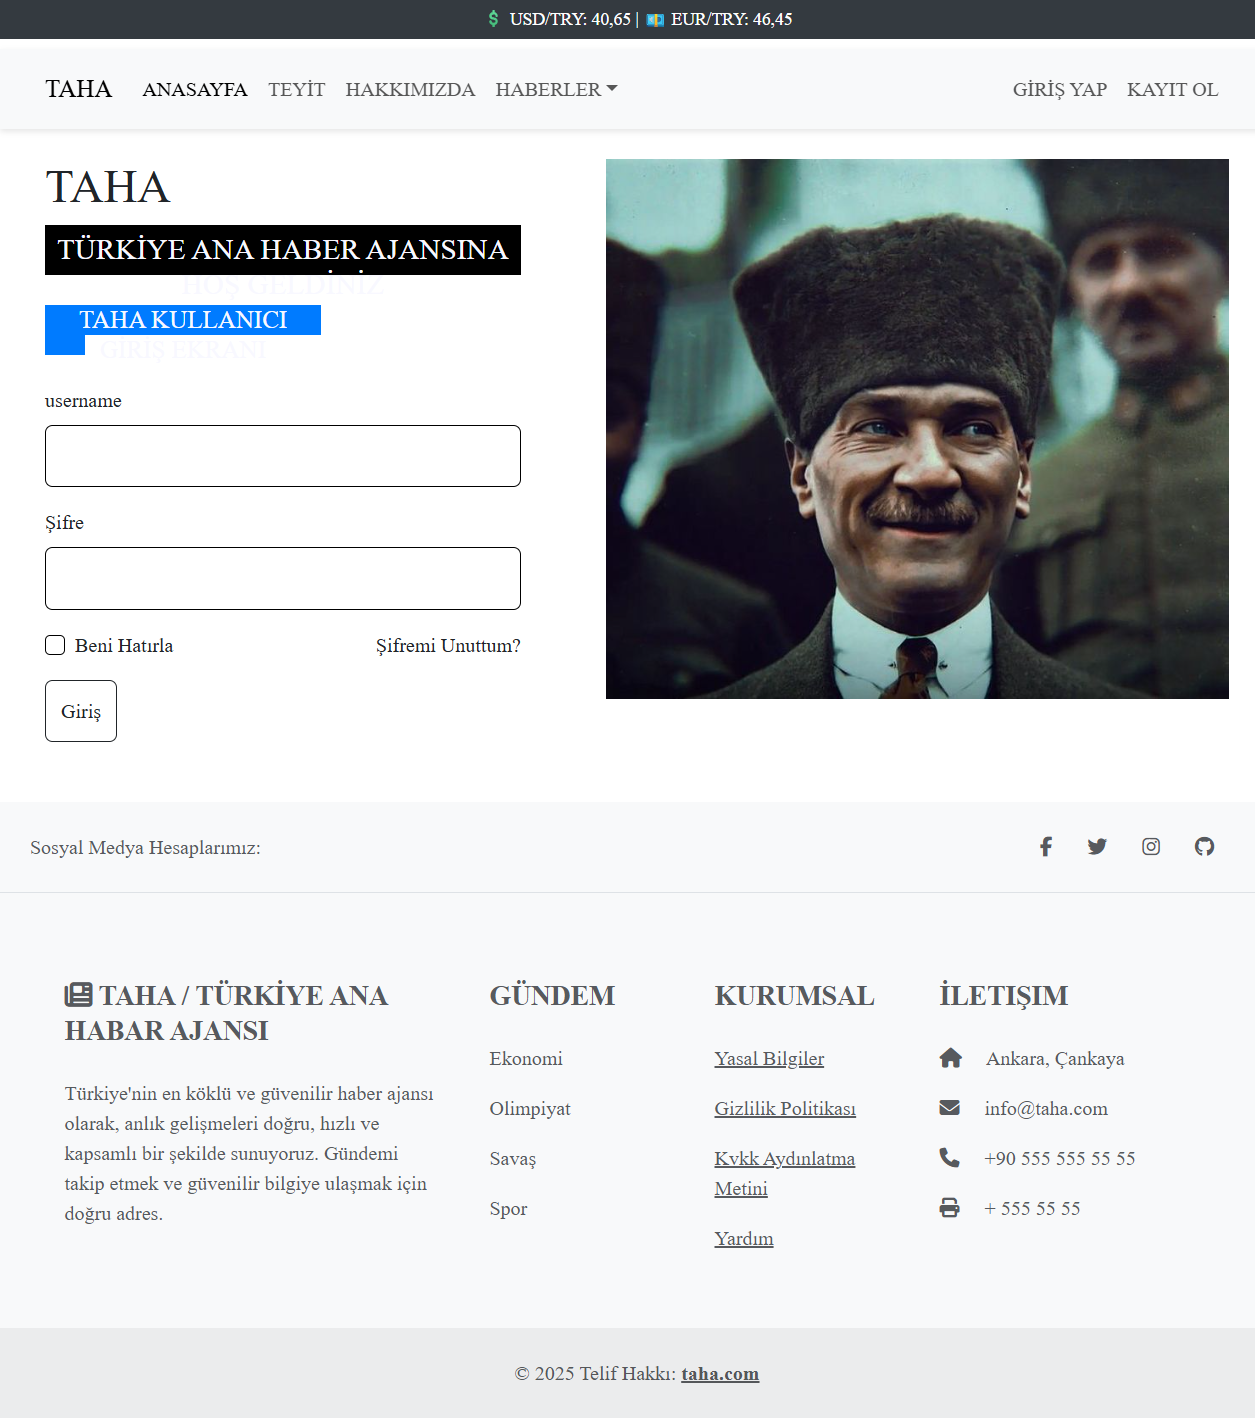 USD/TRY: 40,65 | EUR/TRY: 46,45
TAHA ANASAYFA TEYİT HAKKIMIZDA HABERLER GİRİŞ YAP KAYIT OL
TAHA
TÜRKİYE ANA HABER AJANSINA
HOŞ GELDİNİZ
TAHA KULLANICI
GİRİŞ EKRANI
username
Şifre
Beni Hatırla Şifremi Unuttum?
Giriş
Sosyal Medya Hesaplarımız:
TAHA / TÜRKİYE ANA
HABAR AJANSI
Türkiye'nin en köklü ve güvenilir haber ajansı
olarak, anlık gelişmeleri doğru, hızlı ve
kapsamlı bir şekilde sunuyoruz. Gündemi
takip etmek ve güvenilir bilgiye ulaşmak için
doğru adres.
GÜNDEM
Ekonomi
Olimpiyat
Savaş
Spor
KURUMSAL
Yasal Bilgiler
Gizlilik Politikası
Kvkk Aydınlatma
Metini
Yardım
İLETIŞIM
Ankara, Çankaya
info@taha.com
+90 555 555 55 55
+ 555 55 55
© 2025 Telif Hakkı: taha.com